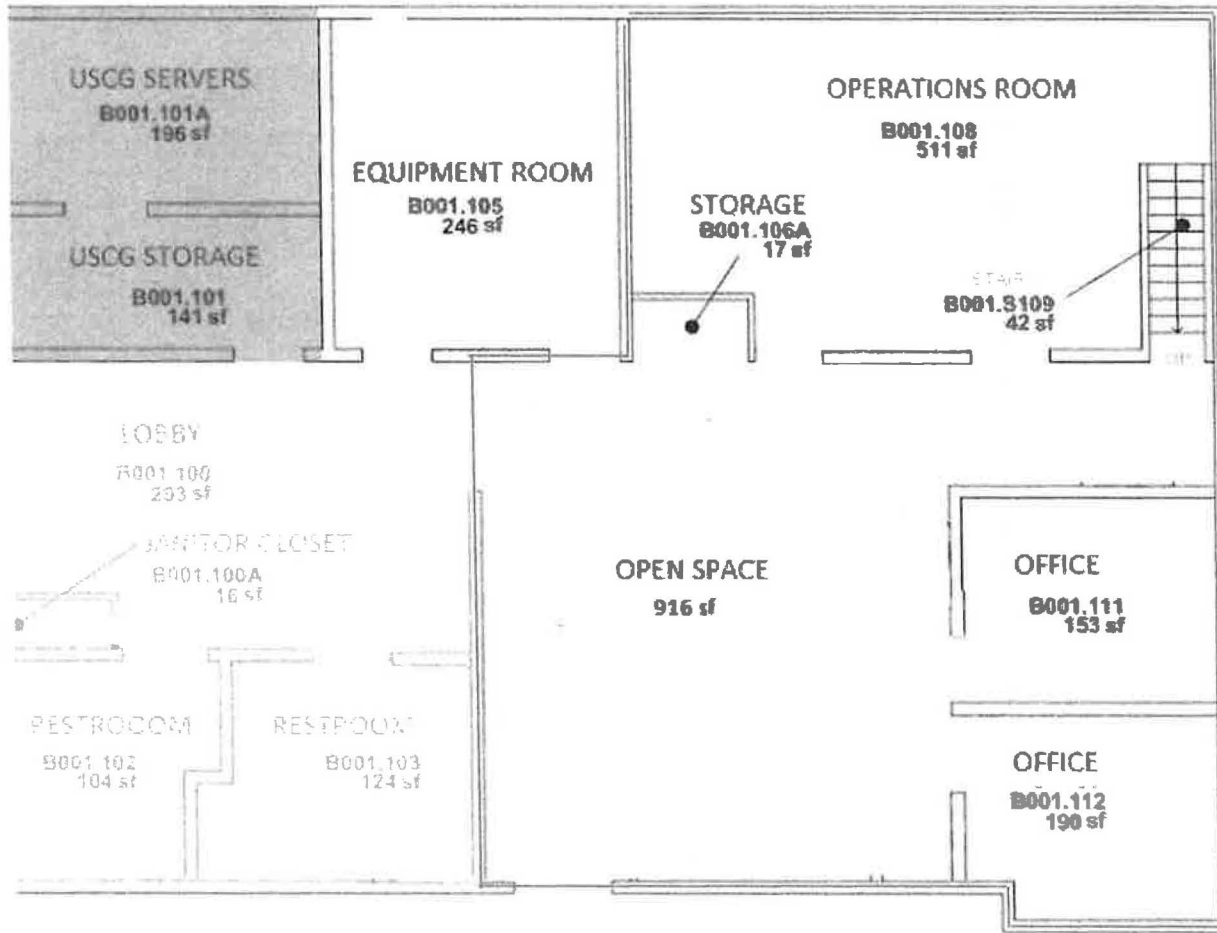 USCG SERVERS
B001.101A
196 sf
USCG STORAGE
B001.101
141 sf
EQUIPMENT ROOM
B001.105
246 sf
OPERATIONS ROOM
B001.108
511 sf
STORAGE
B001.106A
17 sf
STAIR
B001.S109
42 sf
LOBBY
B001.100
JANITOR CLOSET
B001.100A
16 sf
RESTROOM
B001.102
104 sf
RESTROOM
B001.103
124 sf
OPEN SPACE
916 sf
OFFICE
B001.111
153 sf
OFFICE
B001.112
190 sf